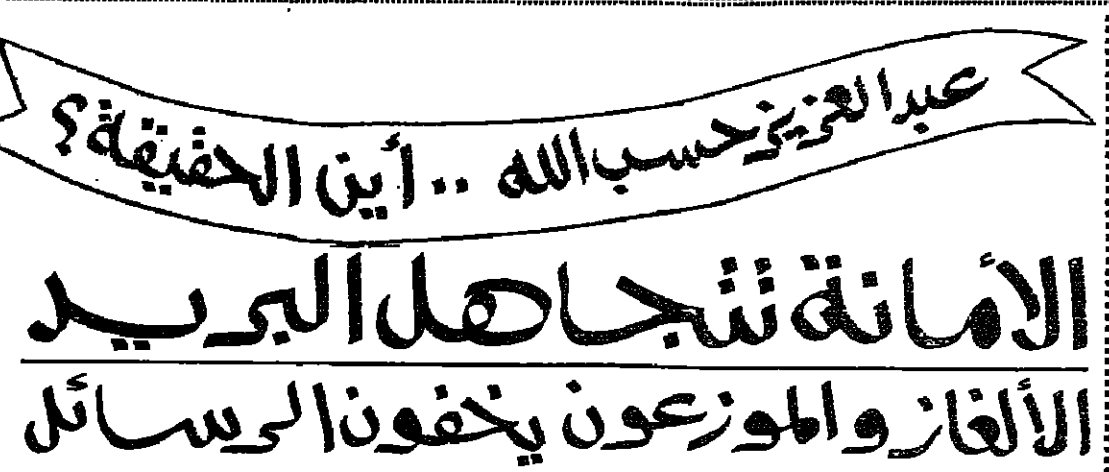 عبدالعزيز حسب الله .. أين الحقيقة؟
الأمانة تتجاهل البريد
الألغاز والموزعون يخفون الرسائل